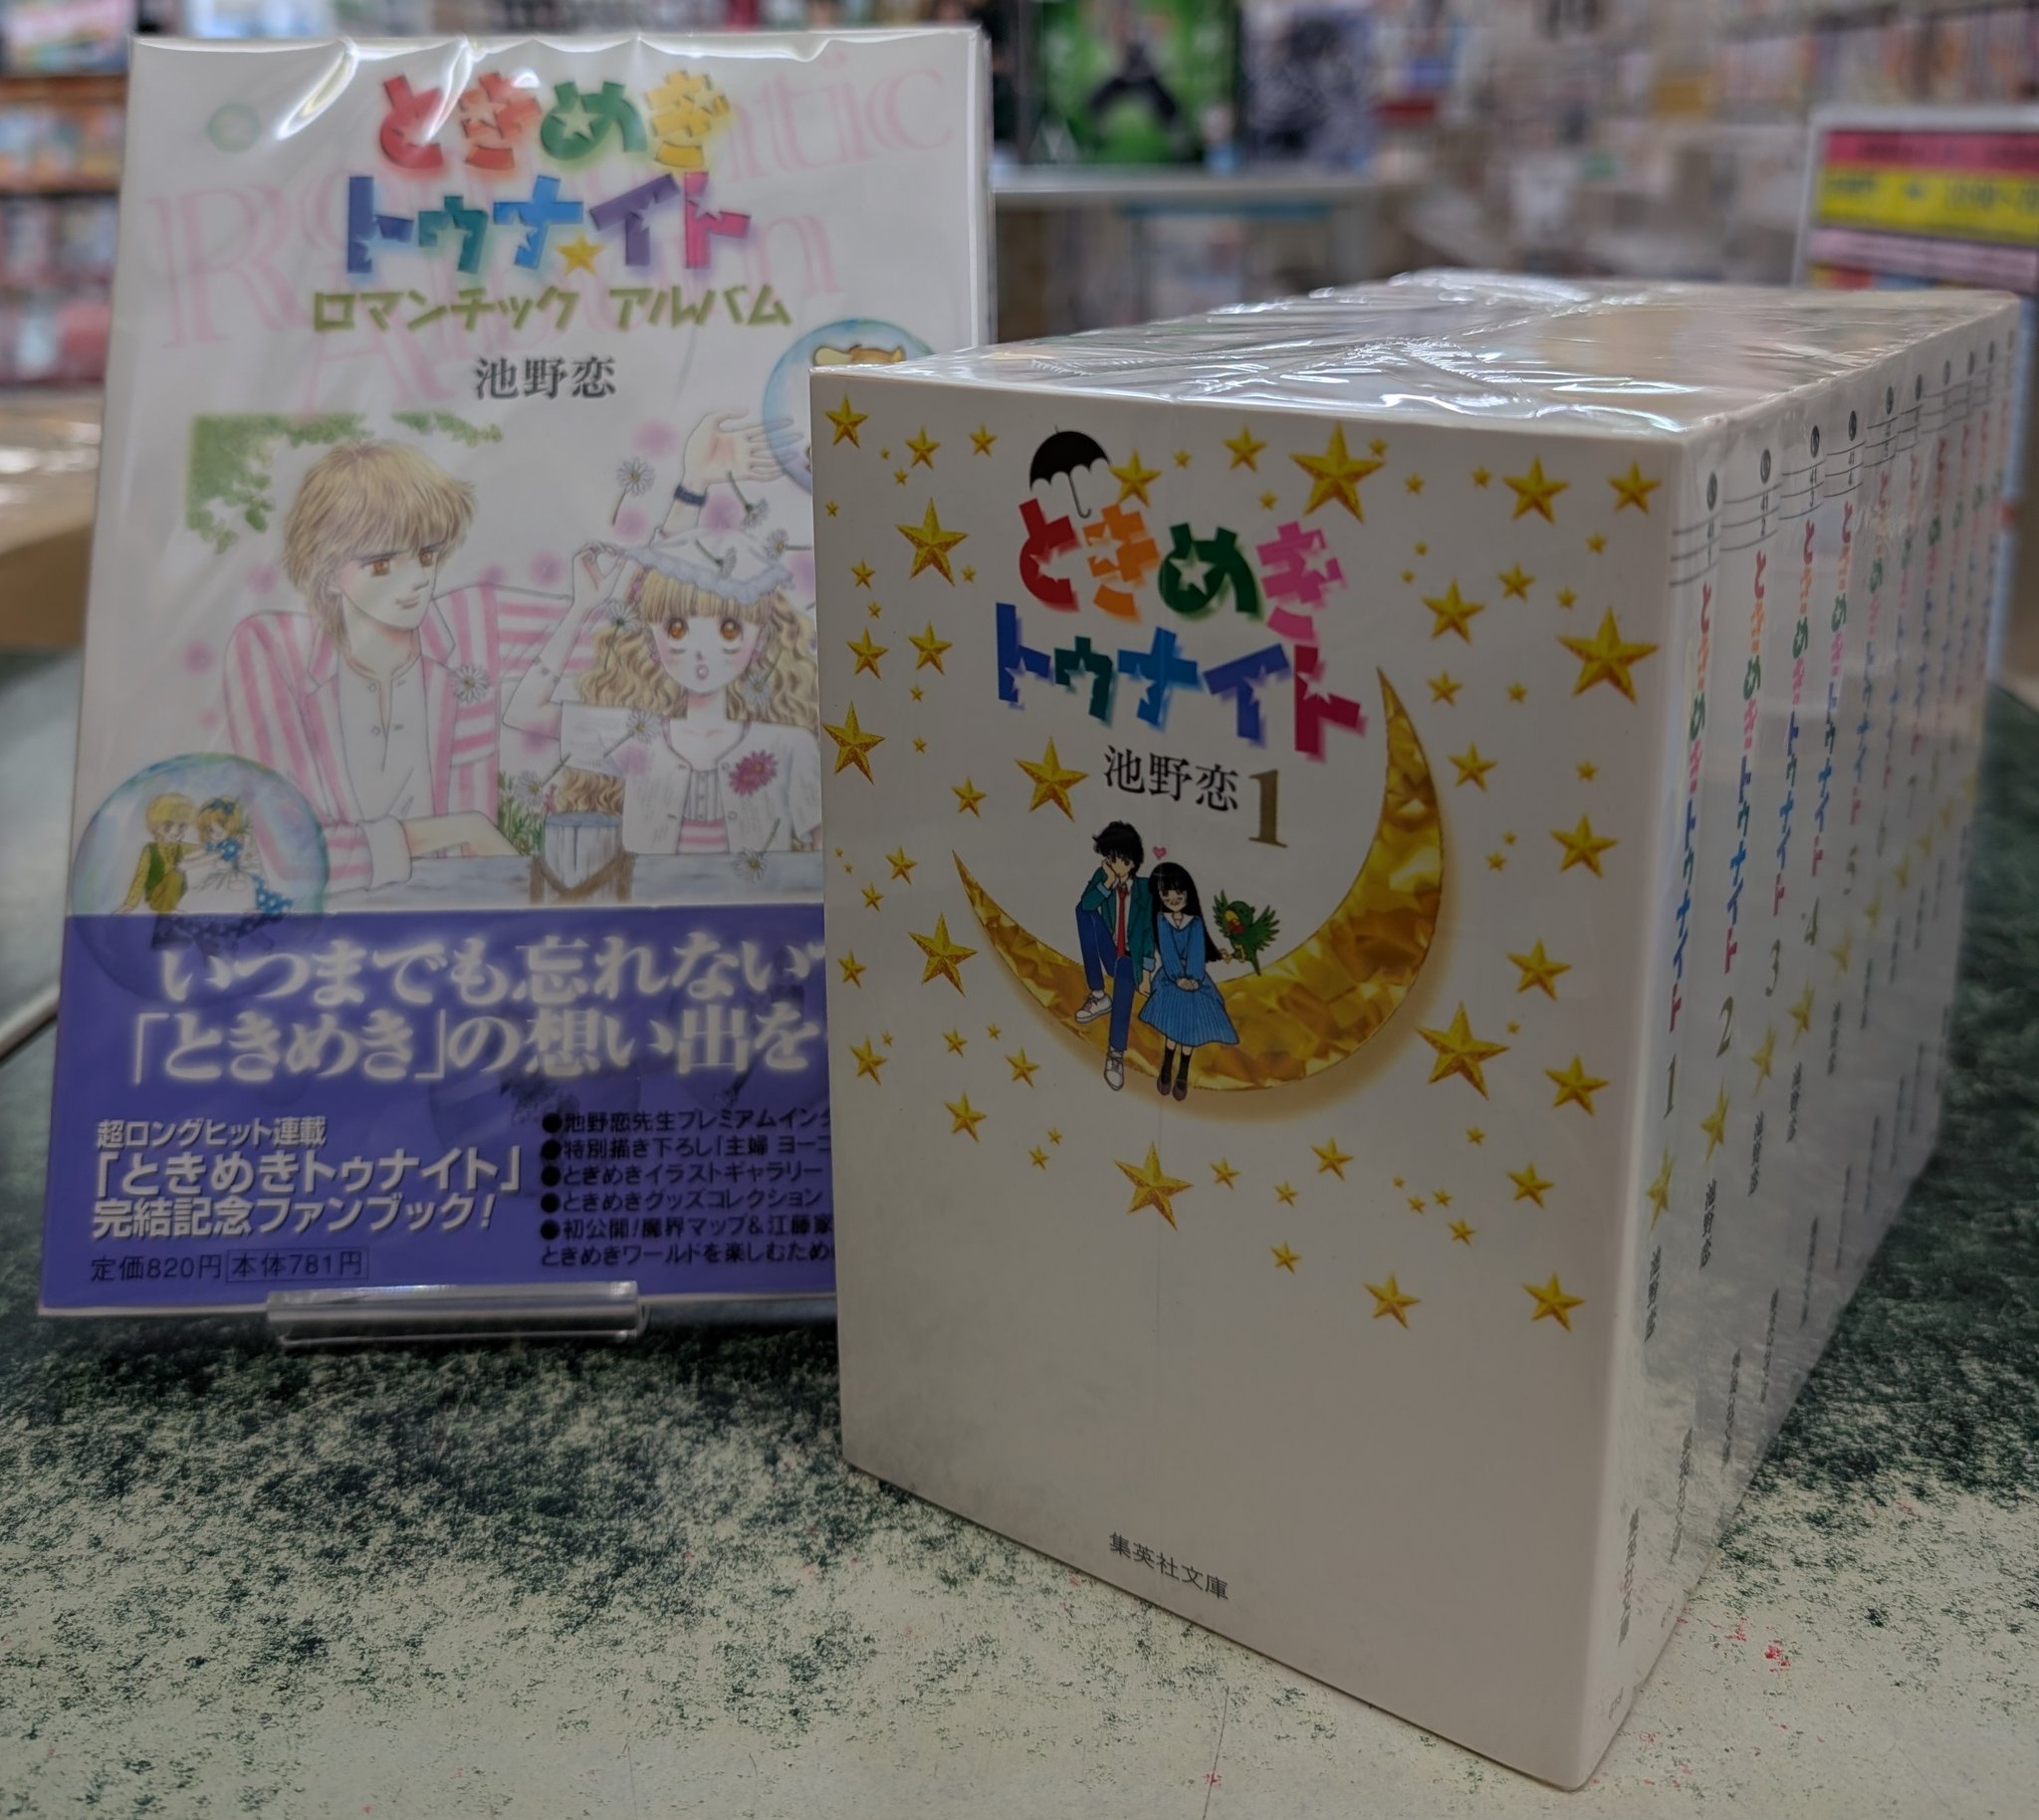 ときめき
トゥナイト
ロマンチック アルバム
池野恋
いつまでも忘れない
「ときめき」の想い出を
超ロングヒット連載
「ときめきトゥナイト」
完結記念ファンブック!
定価820円 本体781円
●池野恋先生プレミアムイン
●特別描き下ろし「主婦 ヨーコ
●ときめきイラストギャラリー
●ときめきグッズコレクション
●初公開!魔界マップ&江藤家
ときめきワールドを楽しむため
ときめき
トゥナイト
池野恋 1
集英社文庫
ときめきトゥナイト 1 池野恋
ときめきトゥナイト 2 池野恋
ときめきトゥナイト 3
ときめきトゥナイト 4